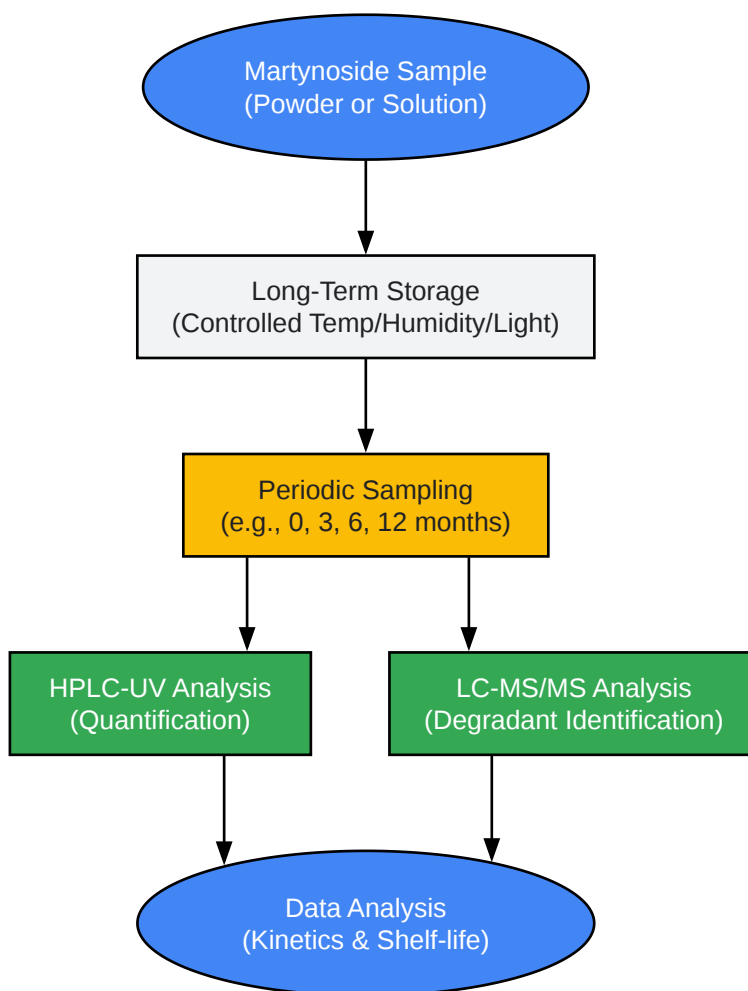 Martynoside Sample
(Powder or Solution)
Long-Term Storage
(Controlled Temp/Humidity/Light)
Periodic Sampling
(e.g., 0, 3, 6, 12 months)
HPLC-UV Analysis
(Quantification)
LC-MS/MS Analysis
(Degradant Identification)
Data Analysis
(Kinetics & Shelf-life)